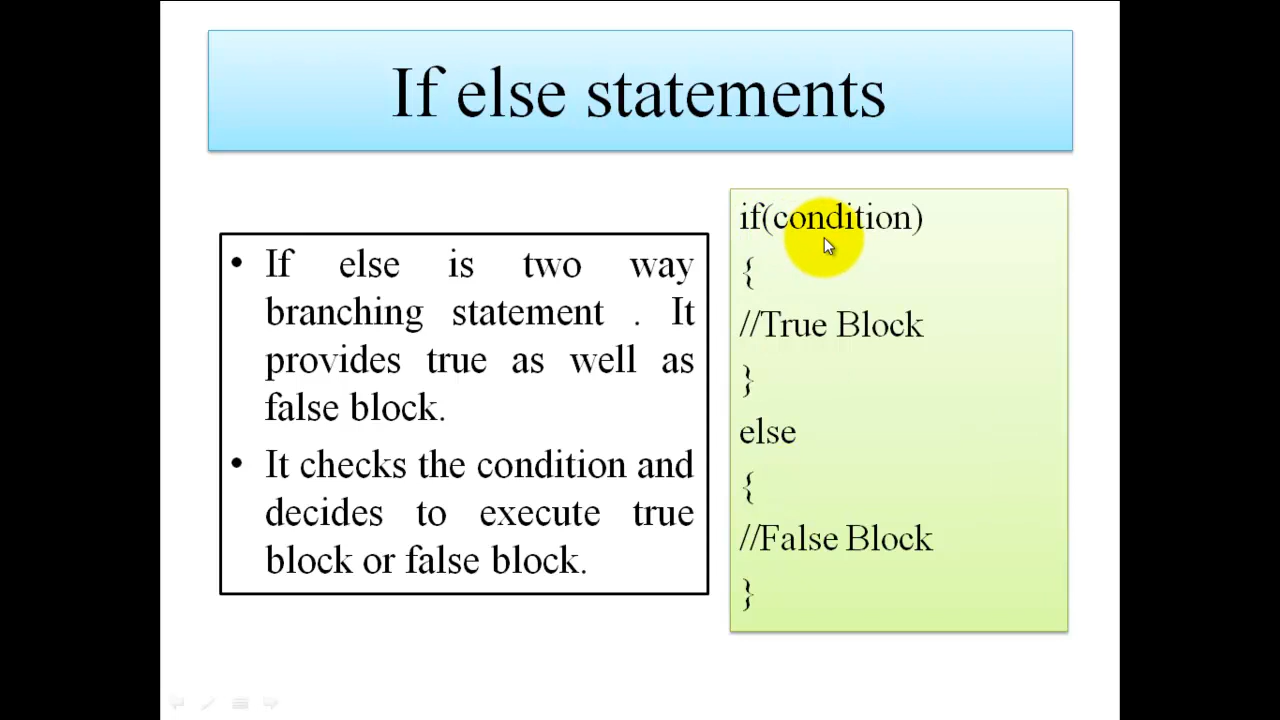 If else statements
• If else is two way
branching statement . It
provides true as well as
false block.
• It checks the condition and
decides to execute true
block or false block.
if(condition)
{
//True Block
}
else
{
//False Block
}